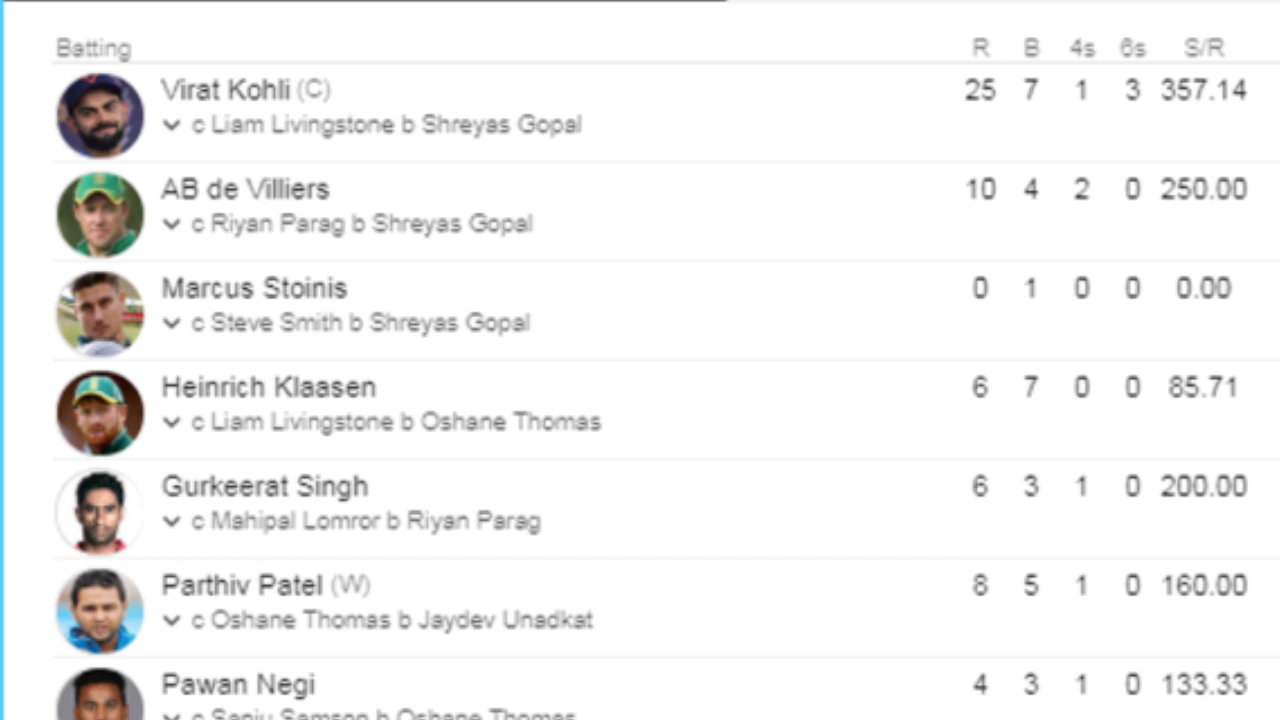 Batting R B 4s 6s S/R
Virat Kohli (C) 25 7 1 3 357.14
c Liam Livingstone b Shreyas Gopal
AB de Villiers 10 4 2 0 250.00
c Riyan Parag b Shreyas Gopal
Marcus Stoinis 0 1 0 0 0.00
c Steve Smith b Shreyas Gopal
Heinrich Klaasen 6 7 0 0 85.71
c Liam Livingstone b Oshane Thomas
Gurkeerat Singh 6 3 1 0 200.00
c Mahipal Lomror b Riyan Parag
Parthiv Patel (W) 8 5 1 0 160.00
c Oshane Thomas b Jaydev Unadkat
Pawan Negi 4 3 1 0 133.33
c Sanju Samson b Oshane Thomas